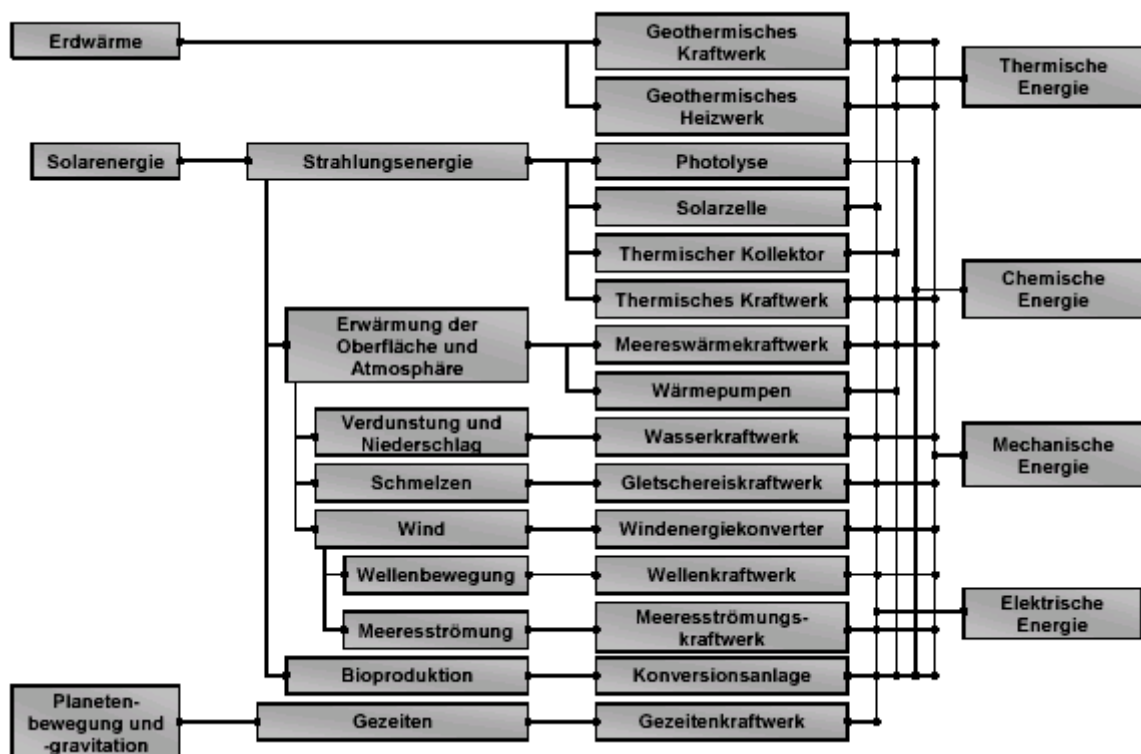 Erdwärme
Geothermisches
Kraftwerk
Thermische
Energie
Geothermisches
Heizwerk
Solarenergie
Strahlungsenergie
Photolyse
Solarzelle
Thermischer Kollektor
Chemische
Energie
Thermisches Kraftwerk
Erwärmung der
Oberfläche und
Atmosphäre
Meereswärmekraftwerk
Wärmepumpen
Verdunstung und
Niederschlag
Wasserkraftwerk
Mechanische
Energie
Schmelzen
Gletschereiskraftwerk
Wind
Windenergiekonverter
Wellenbewegung
Wellenkraftwerk
Elektrische
Energie
Meeresströmung
Meeresströmungs-
kraftwerk
Bioproduktion
Konversionsanlage
Planeten-
bewegung und
-gravitation
Gezeiten
Gezeitenkraftwerk